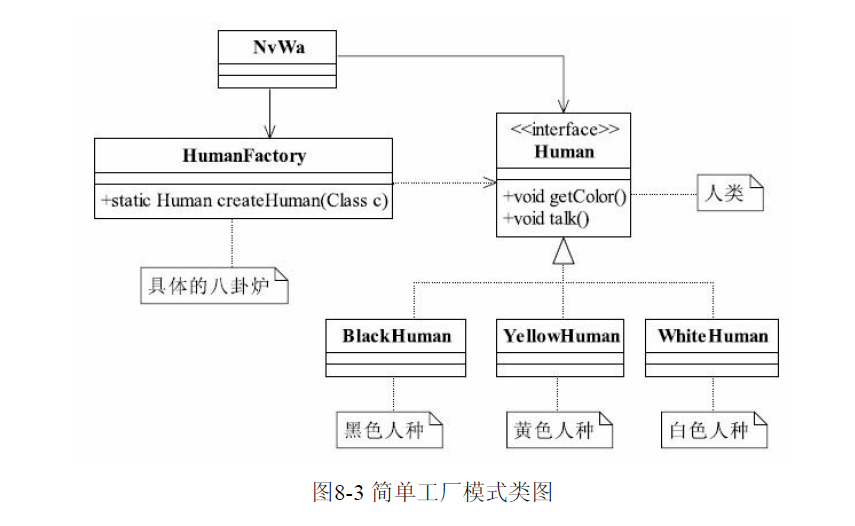 NvWa
<<interface>>
Human
HumanFactory
+static Human createHuman(Class c)
+void getColor()
+void talk()
人类
具体的八卦炉
BlackHuman
YellowHuman
WhiteHuman
黑色人种
黄色人种
白色人种
图8-3 简单工厂模式类图